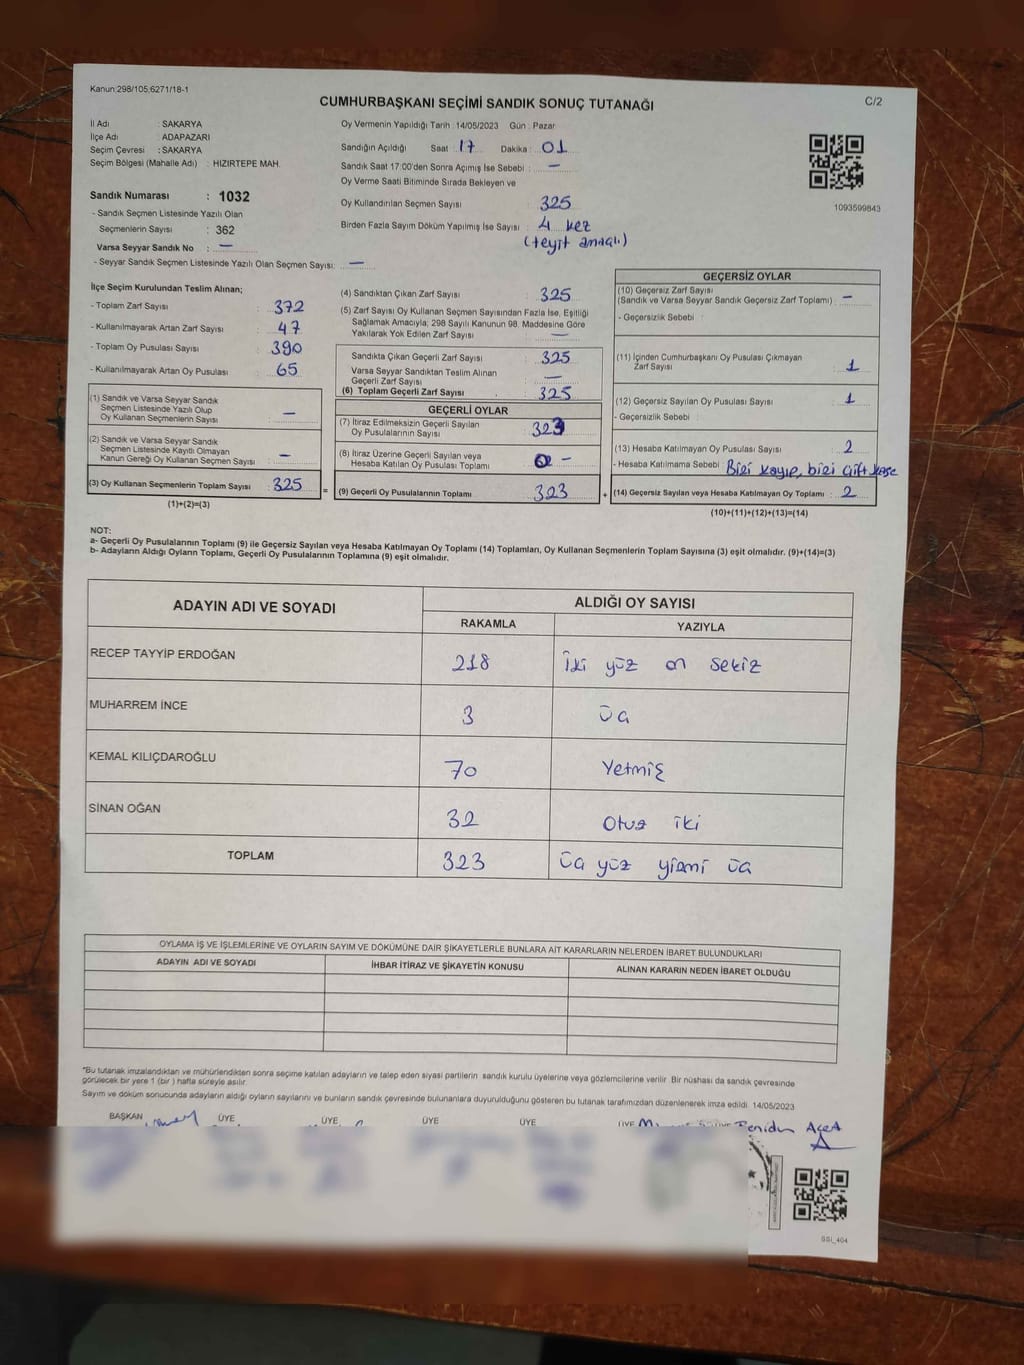 Kanun:298/105,6271/18-1
CUMHURBAŞKANI SEÇİMİ SANDIK SONUÇ TUTANAĞI
C/2
İl Adı : SAKARYA
İlçe Adı : ADAPAZARI
Seçim Çevresi : SAKARYA
Seçim Bölgesi (Mahalle Adı) : HIZIRTEPE MAH.
Sandık Numarası : 1032
- Sandık Seçmen Listesinde Yazılı Olan
Seçmenlerin Sayısı : 362
Varsa Seyyar Sandık No : —
- Seyyar Sandık Seçmen Listesinde Yazılı Olan Seçmen Sayısı: —
Oy Vermenin Yapıldığı Tarih : 14/05/2023 Gün : Pazar
Sandığın Açıldığı Saat : 17 Dakika : 01
Sandık Saat 17:00'den Sonra Açımış İse Sebebi : —
Oy Verme Saati Bitiminde Sırada Bekleyen ve
Oy Kullandırılan Seçmen Sayısı : 325
Birden Fazla Sayım Döküm Yapılmış İse Sayısı : 4 kez
(teyit amaçlı)
1093599843
İlçe Seçim Kurulundan Teslim Alınan;
- Toplam Zarf Sayısı : 372
- Kullanılmayarak Artan Zarf Sayısı : 47
- Toplam Oy Pusulası Sayısı : 390
- Kullanılmayarak Artan Oy Pusulası : 65
(1) Sandık ve Varsa Seyyar Sandık
Seçmen Listesinde Yazılı Olup
Oy Kullanan Seçmenlerin Sayısı : —
(2) Sandık ve Varsa Seyyar Sandık
Seçmen Listesinde Kayıtlı Olmayan
Kanun Gereği Oy Kullanan Seçmen Sayısı : —
(3) Oy Kullanan Seçmenlerin Toplam Sayısı : 325
(1)+(2)=(3)
(4) Sandıktan Çıkan Zarf Sayısı : 325
(5) Zarf Sayısı Oy Kullanan Seçmen Sayısından Fazla İse, Eşitliği
Sağlamak Amacıyla; 298 Sayılı Kanunun 98. Maddesine Göre
Yakılarak Yok Edilen Zarf Sayısı : —
Sandıkta Çıkan Geçerli Zarf Sayısı : 325
Varsa Seyyar Sandıktan Teslim Alınan
Geçerli Zarf Sayısı : —
(6) Toplam Geçerli Zarf Sayısı : 325
GEÇERLİ OYLAR
(7) İtiraz Edilmeksizin Geçerli Sayılan
Oy Pusulalarının Sayısı : 323
(8) İtiraz Üzerine Geçerli Sayılan veya
Hesaba Katılan Oy Pusulası Toplamı : —
= (9) Geçerli Oy Pusulalarının Toplamı : 323 +
GEÇERSİZ OYLAR
(10) Geçersiz Zarf Sayısı
(Sandık ve Varsa Seyyar Sandık Geçersiz Zarf Toplamı) : —
- Geçersizlik Sebebi :
(11) İçinden Cumhurbaşkanı Oy Pusulası Çıkmayan
Zarf Sayısı : 1
(12) Geçersiz Sayılan Oy Pusulası Sayısı : 1
- Geçersizlik Sebebi :
(13) Hesaba Katılmayan Oy Pusulası Sayısı : 2
- Hesaba Katılmama Sebebi : Biri kayıp, biri çift kaşe
(14) Geçersiz Sayılan veya Hesaba Katılmayan Oy Toplamı : 2
(10)+(11)+(12)+(13)=(14)
NOT:
a- Geçerli Oy Pusulalarının Toplamı (9) ile Geçersiz Sayılan veya Hesaba Katılmayan Oy Toplamı (14) Toplamları, Oy Kullanan Seçmenlerin Toplam Sayısına (3) eşit olmalıdır. (9)+(14)=(3)
b- Adayların Aldığı Oyların Toplamı, Geçerli Oy Pusulalarının Toplamına (9) eşit olmalıdır.
ADAYIN ADI VE SOYADI
ALDIĞI OY SAYISI
RAKAMLA YAZIYLA
RECEP TAYYİP ERDOĞAN 218 iki yüz on sekiz
MUHARREM İNCE 3 üç
KEMAL KILIÇDAROĞLU 70 Yetmiş
SİNAN OĞAN 32 Otuz iki
TOPLAM 323 üç yüz yirmi üç
OYLAMA İŞ VE İŞLEMLERİNE VE OYLARIN SAYIM VE DÖKÜMÜNE DAİR ŞİKAYETLERLE BUNLARA AİT KARARLARIN NELERDEN İBARET BULUNDUKLARI
ADAYIN ADI VE SOYADI İHBAR İTİRAZ VE ŞİKAYETİN KONUSU ALINAN KARARIN NEDEN İBARET OLDUĞU
*Bu tutanak imzalandıktan ve mühürlendikten sonra seçime katılan adayların ve talep eden siyasi partilerin sandık kurulu üyelerine veya gözlemcilerine verilir. Bir nüshası da sandık çevresinde
görülecek bir yere 1 (bir) hafta süreyle asılır.
Sayım ve döküm sonucunda adayların aldığı oyların sayılarını ve bunların sandık çevresinde bulunanlara duyurulduğunu gösteren bu tutanak tarafımızdan düzenlenerek imza edildi. 14/05/2023
BAŞKAN ÜYE ÜYE ÜYE ÜYE ÜYE